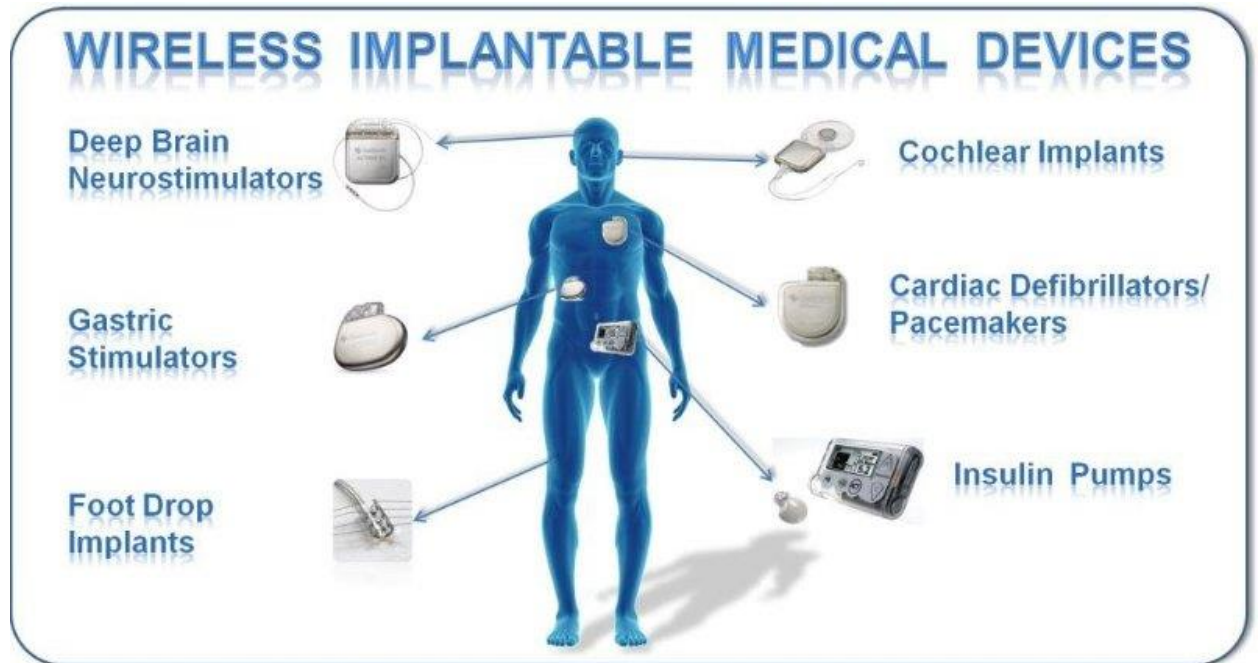 WIRELESS IMPLANTABLE MEDICAL DEVICES
Deep Brain
Neurostimulators
Cochlear Implants
Gastric
Stimulators
Cardiac Defibrillators/
Pacemakers
Foot Drop
Implants
Insulin Pumps